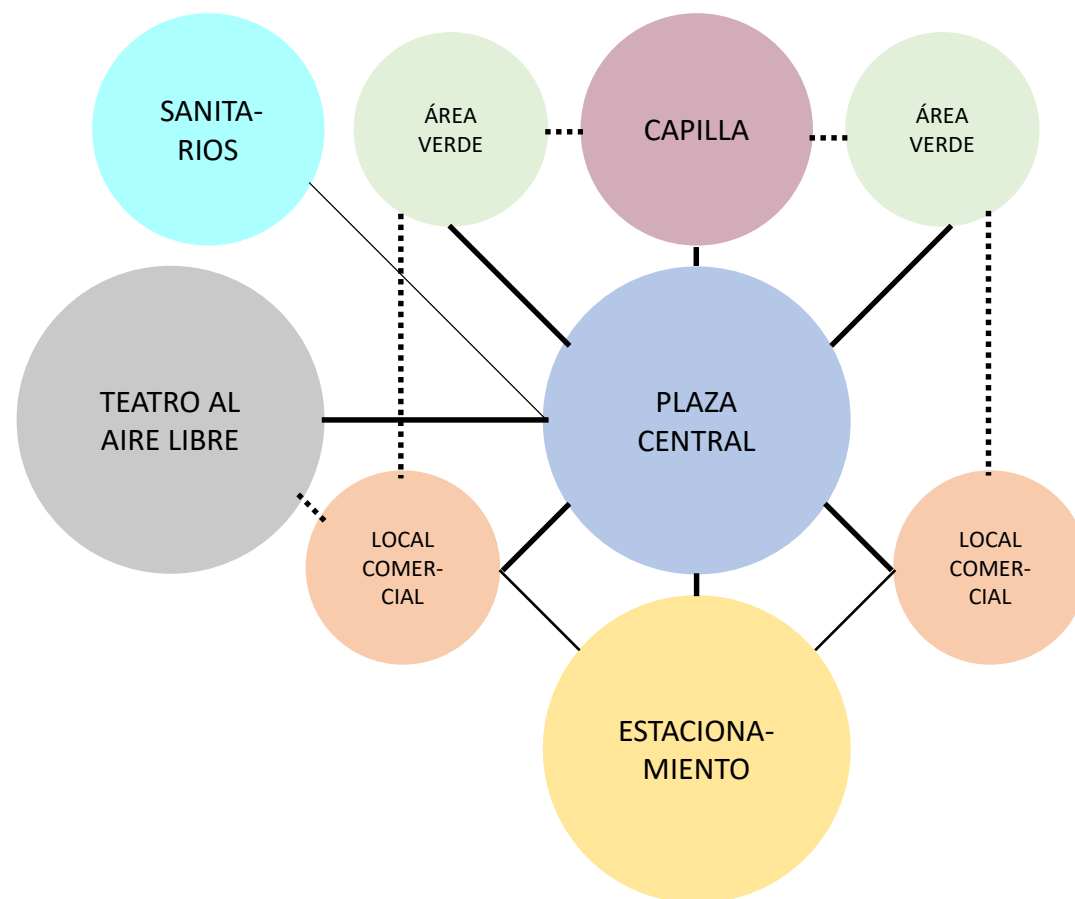 SANITA-
RIOS
ÁREA
VERDE
CAPILLA
ÁREA
VERDE
TEATRO AL
AIRE LIBRE
PLAZA
CENTRAL
LOCAL
COMER-
CIAL
LOCAL
COMER-
CIAL
ESTACIONA-
MIENTO